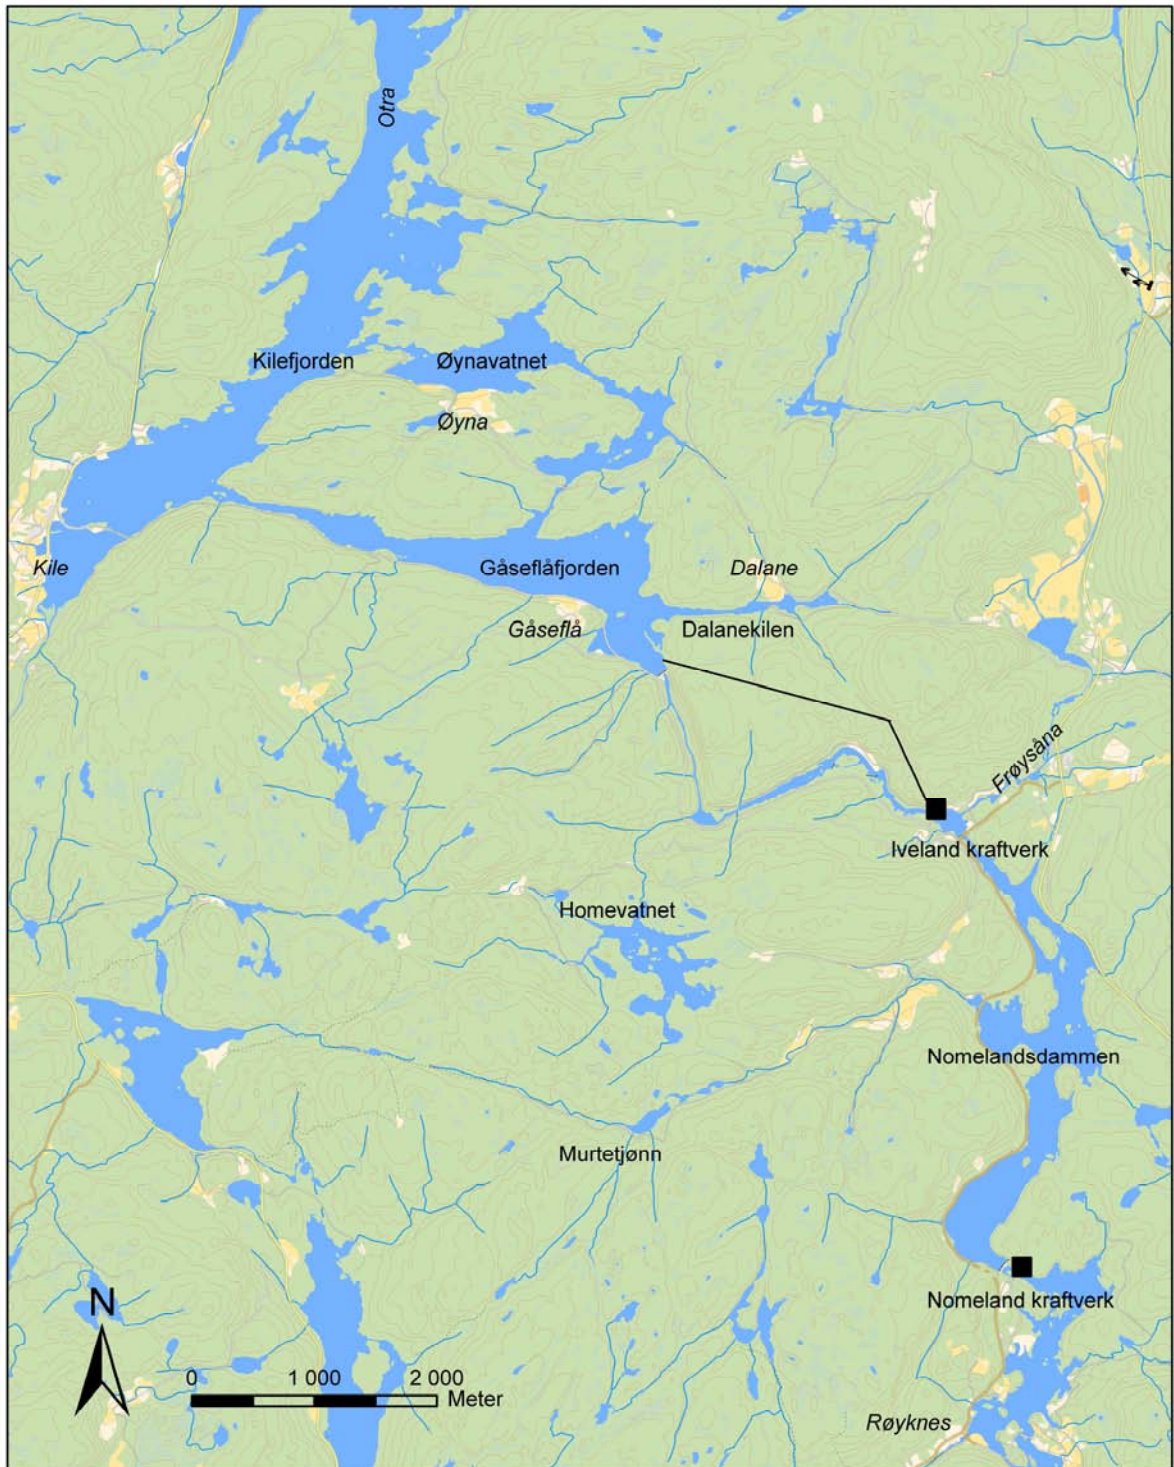 Otra
Kilefjorden
Øynavatnet
Øyna
Kile
Gåseflåfjorden
Dalane
Gåseflå
Dalanekilen
Frøysåna
Iveland kraftverk
Homevatnet
Nomelandsdammen
Murtetjønn
N
Nomeland kraftverk
0 1 000 2 000
Meter
Røyknes